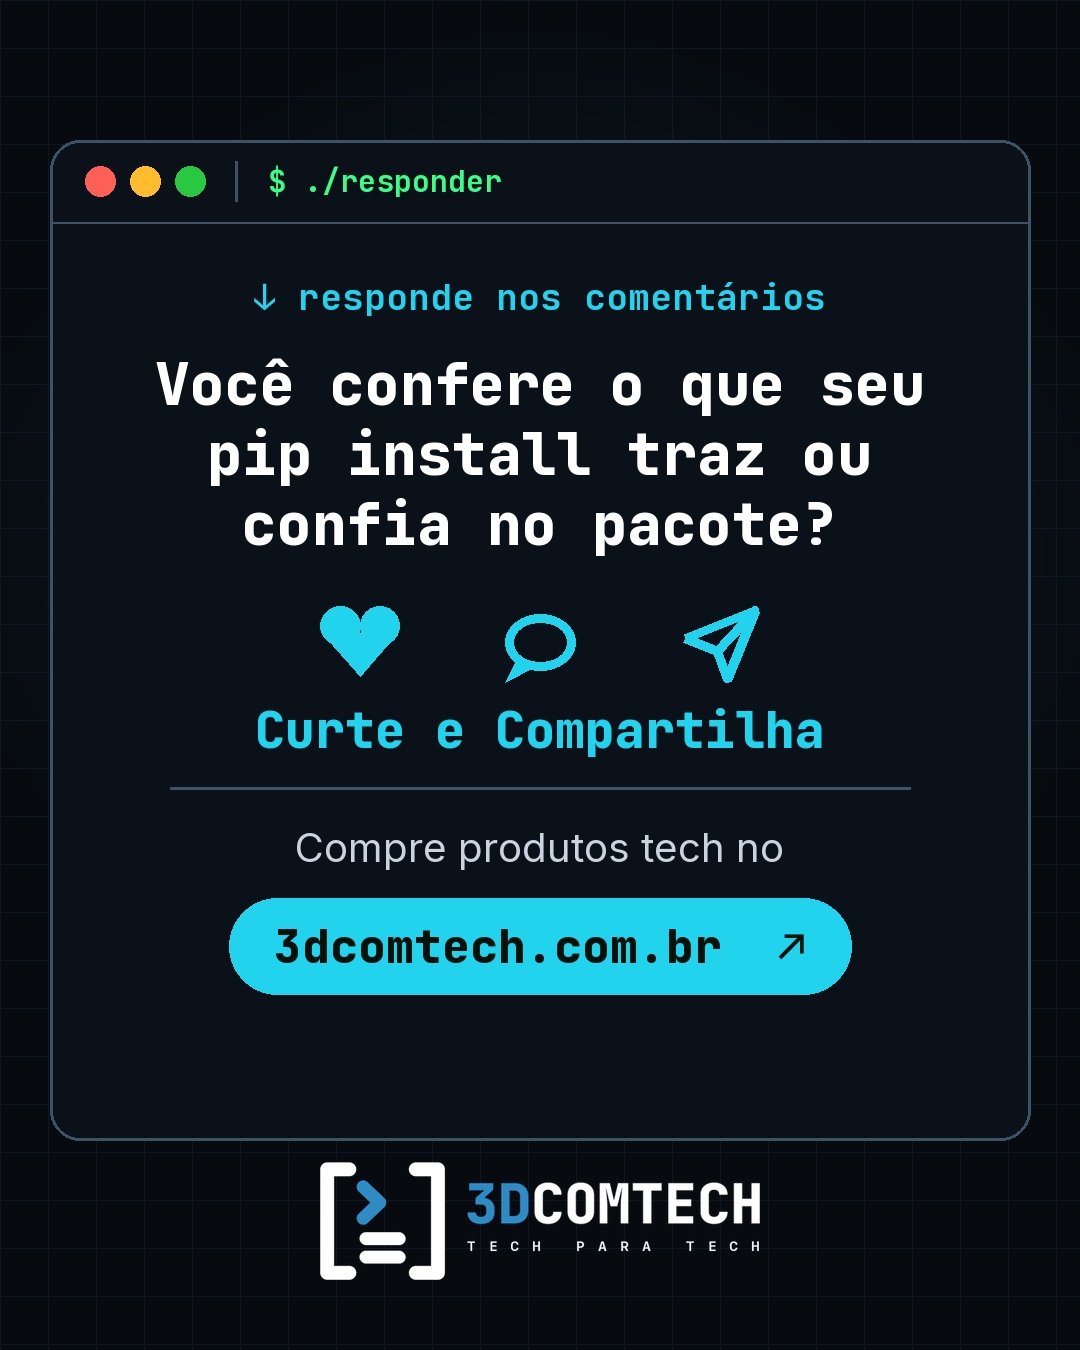 $ ./responder
↓ responde nos comentários
Você confere o que seu
pip install traz ou
confia no pacote?
Curte e Compartilha
Compre produtos tech no
3dcomtech.com.br ↗
3DCOMTECH
TECH PARA TECH